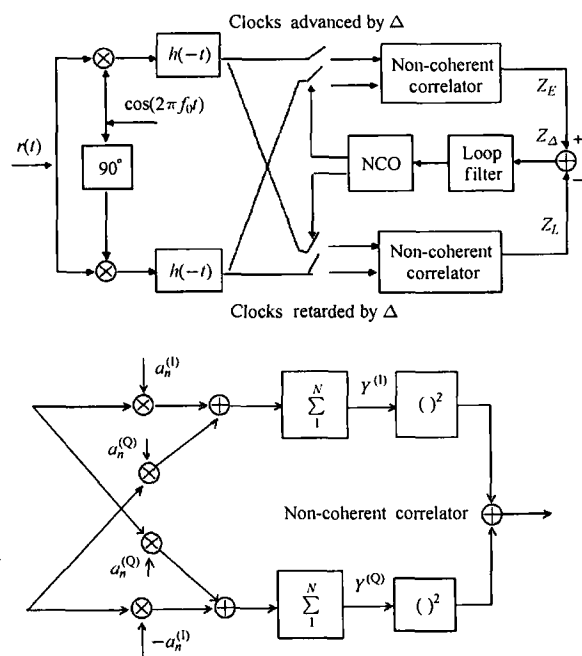 Clocks advanced by Δ
h(−t)
Non-coherent
correlator
Z_E
cos(2πf₀t)
Z_Δ
+
r(t)
90°
NCO
Loop
filter
−
Z_L
h(−t)
Non-coherent
correlator
Clocks retarded by Δ
a_n^(I)
N
∑
1
Y^(I)
( )²
a_n^(Q)
Non-coherent correlator
a_n^(Q)
N
∑
1
Y^(Q)
( )²
−a_n^(I)